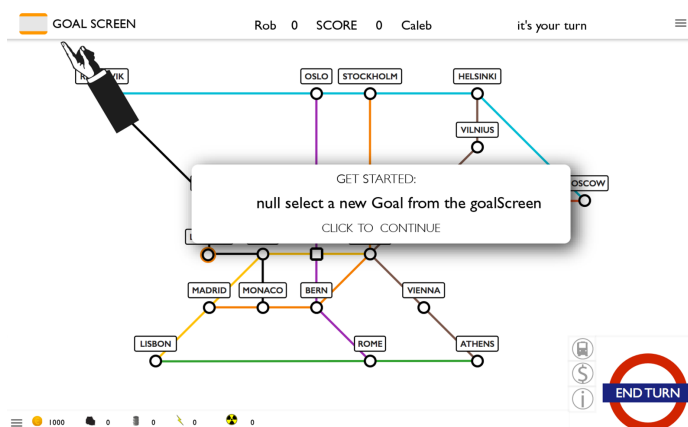 GOAL SCREEN
Rob 0 SCORE 0 Caleb
it's your turn
OSLO
STOCKHOLM
HELSINKI
VILNIUS
GET STARTED:
null select a new Goal from the goalScreen
CLICK TO CONTINUE
MADRID
MONACO
BERN
VIENNA
LISBON
ROME
ATHENS
END TURN
1000 0 0 0 0